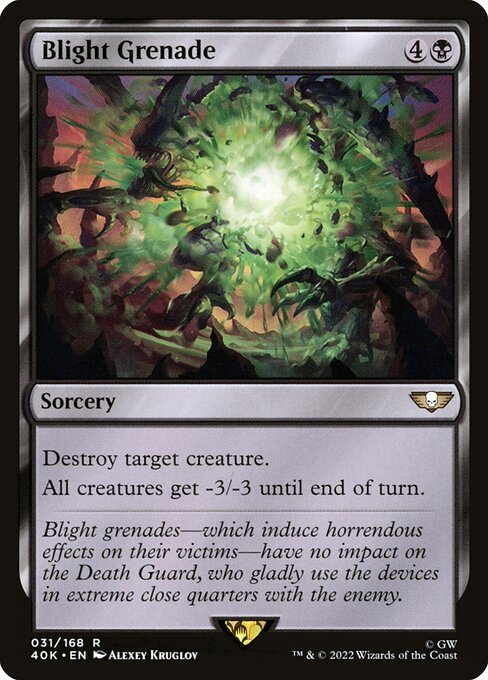 Blight Grenade 4
Sorcery
Destroy target creature.
All creatures get -3/-3 until end of turn.
Blight grenades—which induce horrendous
effects on their victims—have no impact on
the Death Guard, who gladly use the devices
in extreme close quarters with the enemy.
031/168 R
© GW
40K • EN Alexey Kruglov
™ & © 2022 Wizards of the Coast